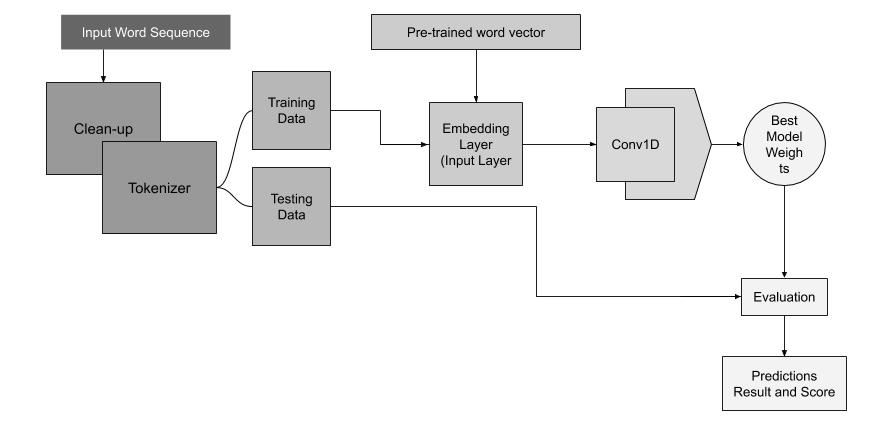 Input Word Sequence
Pre-trained word vector
Clean-up
Tokenizer
Training
Data
Testing
Data
Embedding
Layer
(Input Layer
Conv1D
Best
Model
Weigh
ts
Evaluation
Predictions
Result and Score